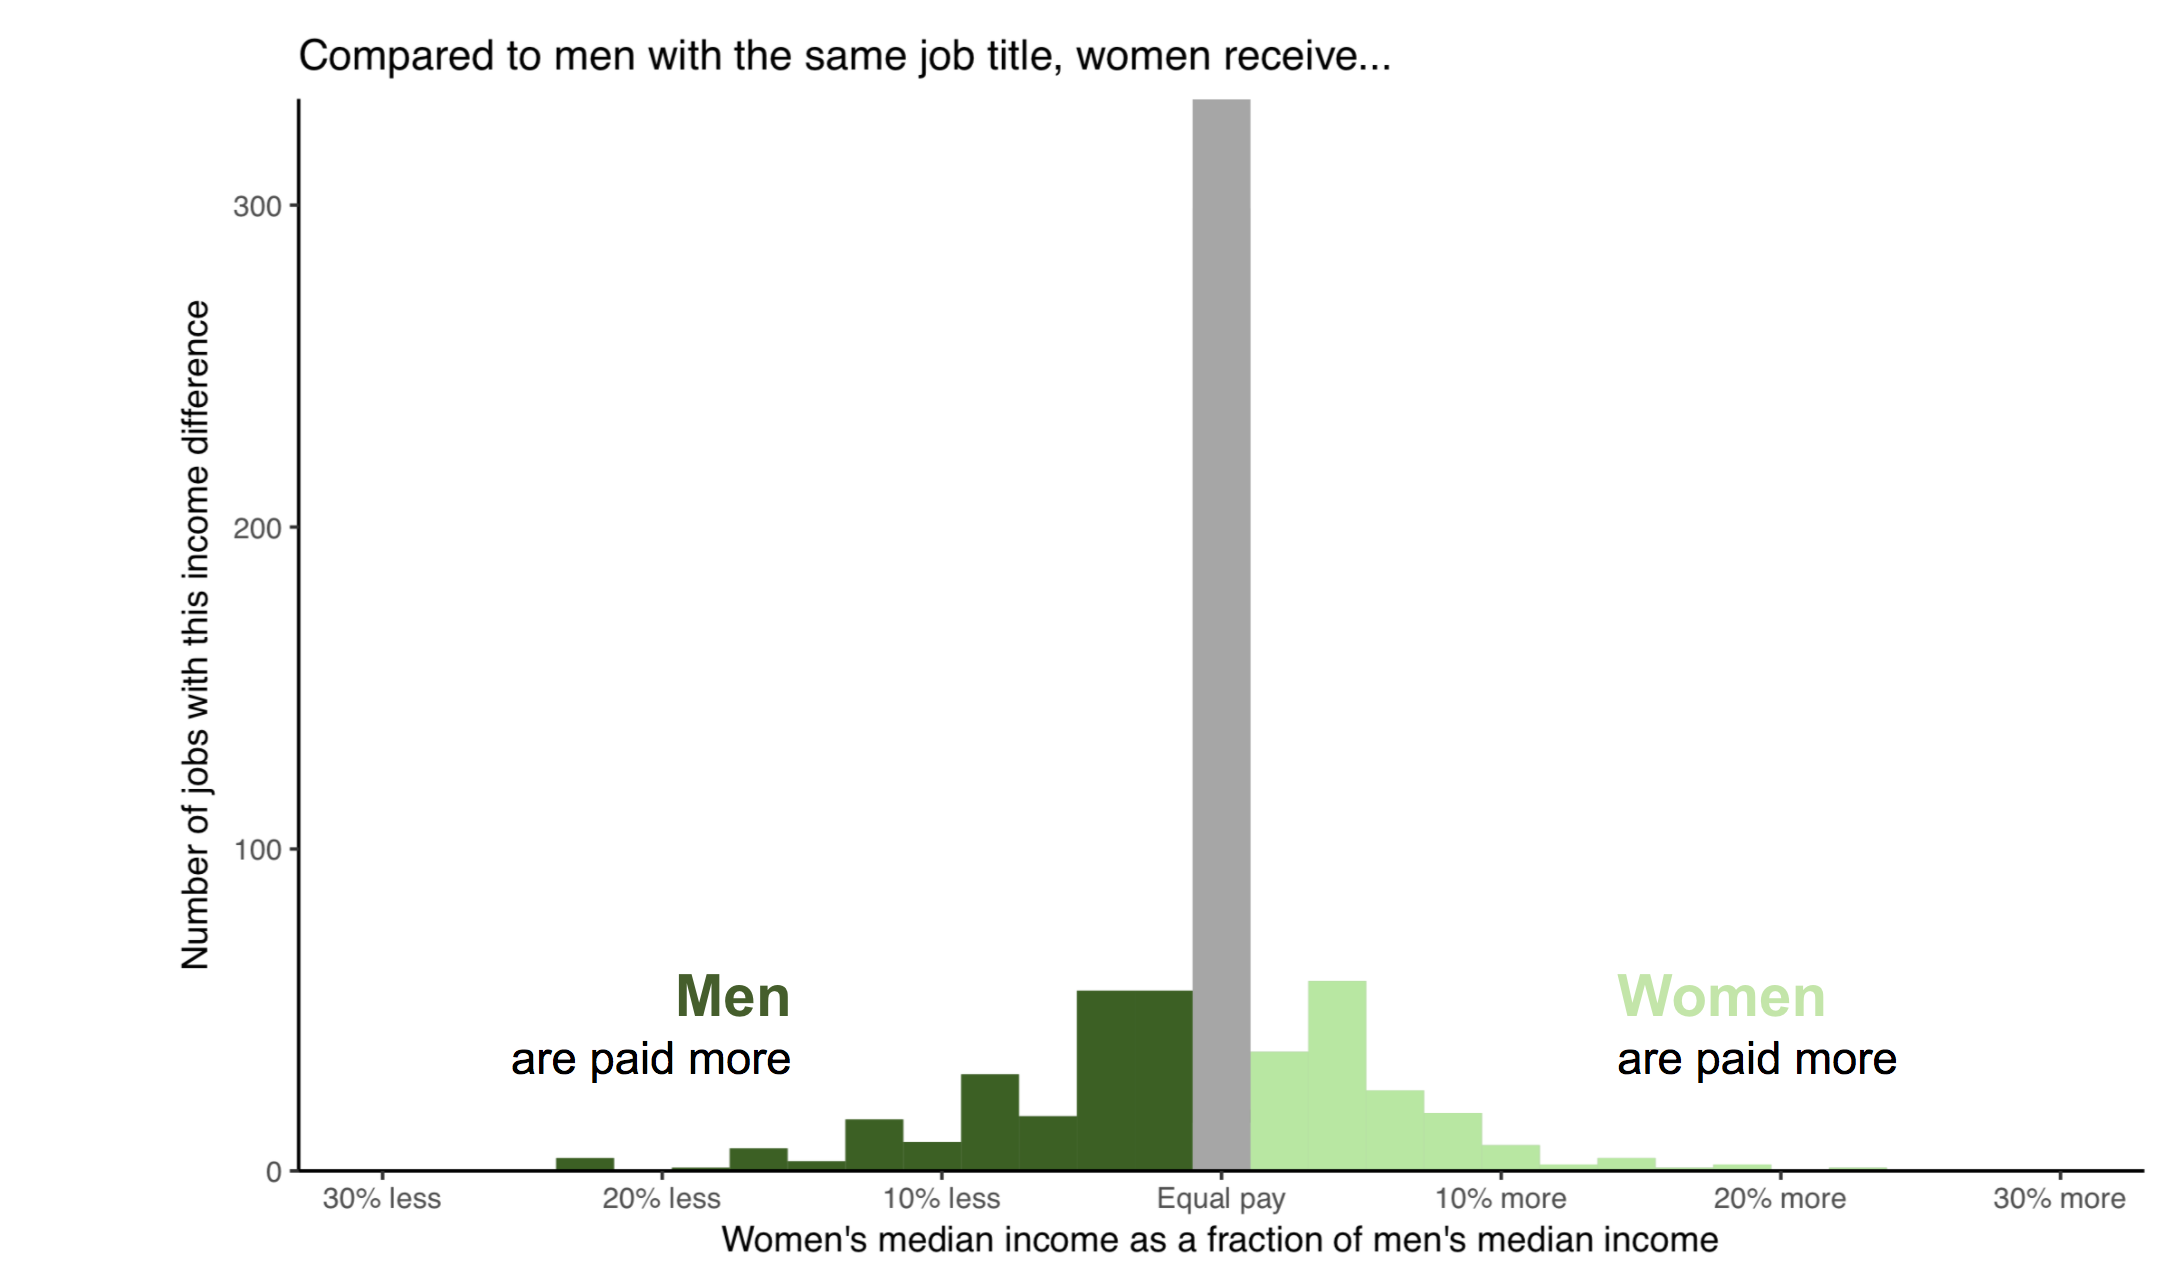 Compared to men with the same job title, women receive...
Number of jobs with this income difference
300
200
100
0
Men
are paid more
Women
are paid more
30% less
20% less
10% less
Equal pay
10% more
20% more
30% more
Women's median income as a fraction of men's median income